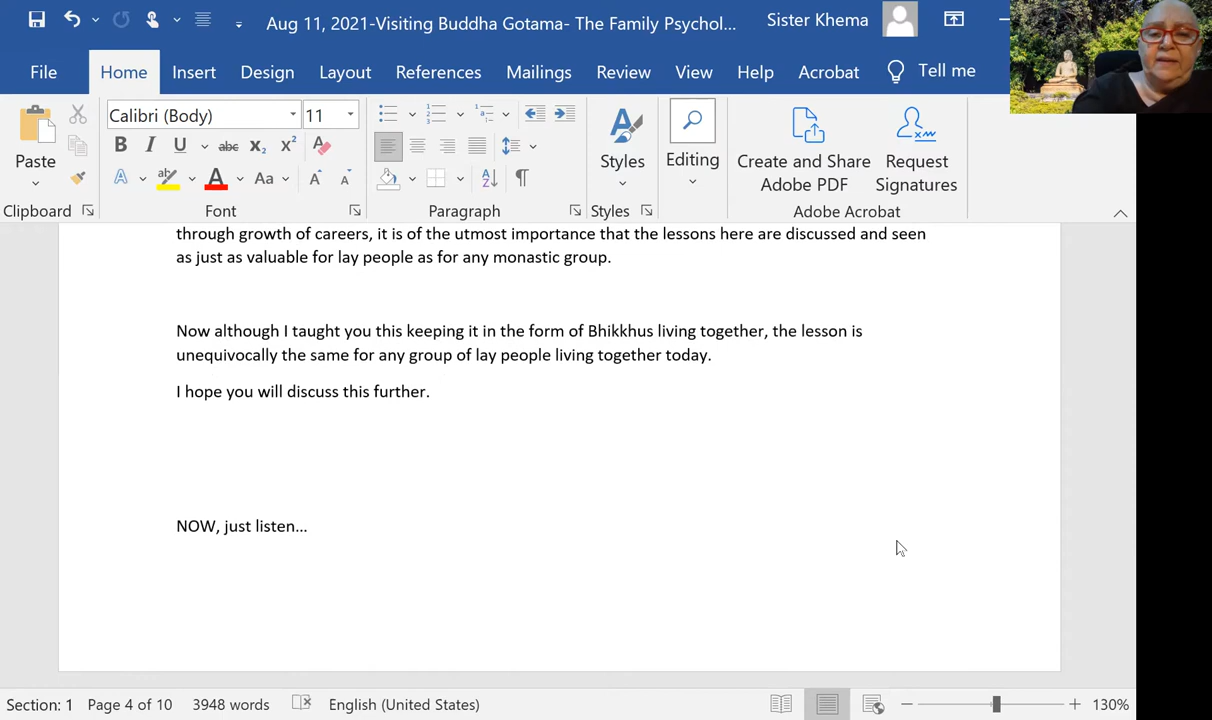 Aug 11, 2021-Visiting Buddha Gotama- The Family Psychol...
Sister Khema
File Home Insert Design Layout References Mailings Review View Help Acrobat Tell me
Calibri (Body) 11
Paste
Styles
Editing
Create and Share Adobe PDF
Request Signatures
Clipboard Font Paragraph Styles Adobe Acrobat
through growth of careers, it is of the utmost importance that the lessons here are discussed and seen
as just as valuable for lay people as for any monastic group.
Now although I taught you this keeping it in the form of Bhikkhus living together, the lesson is
unequivocally the same for any group of lay people living together today.
I hope you will discuss this further.
NOW, just listen...
Section: 1 Page 4 of 10 3948 words English (United States) 130%